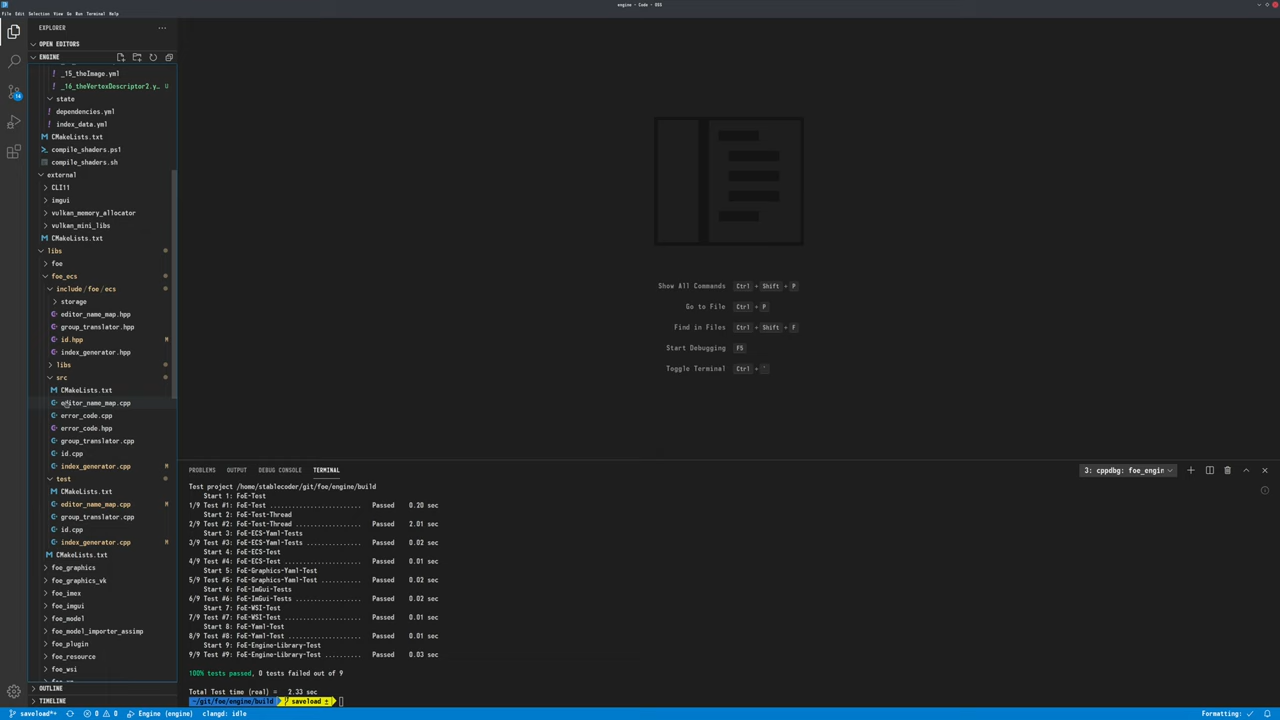 engine - Code - OSS
File Edit Selection View Go Run Terminal Help
EXPLORER
OPEN EDITORS
ENGINE
_15_theImage.yml
_16_theVertexDescriptor2.y... U
state
dependencies.yml
index_data.yml
CMakeLists.txt
compile_shaders.ps1
compile_shaders.sh
external
CLI11
imgui
vulkan_memory_allocator
vulkan_mini_libs
CMakeLists.txt
libs
foe
foe_ecs
include / foe / ecs
storage
editor_name_map.hpp
group_translator.hpp
id.hpp M
index_generator.hpp
libs
src
CMakeLists.txt
editor_name_map.cpp
error_code.cpp
error_code.hpp
group_translator.cpp
id.cpp
index_generator.cpp M
test
CMakeLists.txt
editor_name_map.cpp M
group_translator.cpp
id.cpp
index_generator.cpp M
CMakeLists.txt
foe_graphics
foe_graphics_vk
foe_imex
foe_imgui
foe_model
foe_model_importer_assimp
foe_plugin
foe_resource
foe_wsi
OUTLINE
TIMELINE
Show All Commands Ctrl + Shift + P
Go to File Ctrl + P
Find in Files Ctrl + Shift + F
Start Debugging F5
Toggle Terminal Ctrl + `
PROBLEMS OUTPUT DEBUG CONSOLE TERMINAL
3: cppdbg: foe_engin
Test project /home/stablecoder/git/foe/engine/build
Start 1: FoE-Test
1/9 Test #1: FoE-Test ....................... Passed 0.20 sec
Start 2: FoE-Test-Thread
2/9 Test #2: FoE-Test-Thread ................ Passed 2.01 sec
Start 3: FoE-ECS-Yaml-Tests
3/9 Test #3: FoE-ECS-Yaml-Tests ............. Passed 0.02 sec
Start 4: FoE-ECS-Test
4/9 Test #4: FoE-ECS-Test ................... Passed 0.01 sec
Start 5: FoE-Graphics-Yaml-Test
5/9 Test #5: FoE-Graphics-Yaml-Test ......... Passed 0.02 sec
Start 6: FoE-ImGui-Tests
6/9 Test #6: FoE-ImGui-Tests ................ Passed 0.02 sec
Start 7: FoE-WSI-Test
7/9 Test #7: FoE-WSI-Test ................... Passed 0.01 sec
Start 8: FoE-Yaml-Test
8/9 Test #8: FoE-Yaml-Test .................. Passed 0.01 sec
Start 9: FoE-Engine-Library-Test
9/9 Test #9: FoE-Engine-Library-Test ........ Passed 0.03 sec
100% tests passed, 0 tests failed out of 9
Total Test time (real) = 2.33 sec
~/git/foe/engine/build saveload ±
saveload*+ 0 0 Engine (engine) clangd: idle
Formatting: ✓